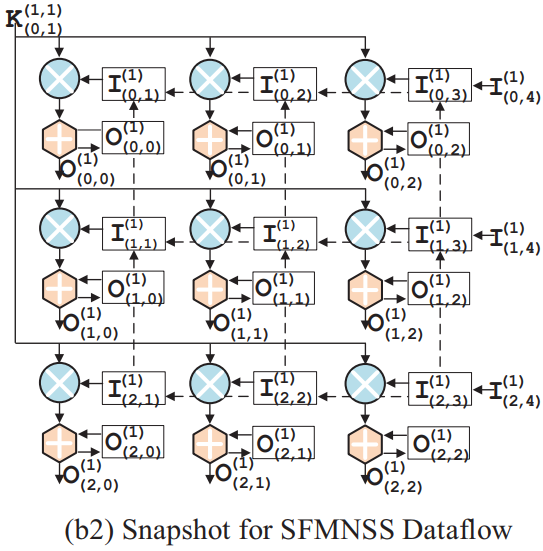 K(1,1)(0,1)
I(1)(0,1) I(1)(0,2) I(1)(0,3) I(1)(0,4)
O(1)(0,0) O(1)(0,1) O(1)(0,2)
O(1)(0,0) O(1)(0,1) O(1)(0,2)
I(1)(1,1) I(1)(1,2) I(1)(1,3) I(1)(1,4)
O(1)(1,0) O(1)(1,1) O(1)(1,2)
O(1)(1,0) O(1)(1,1) O(1)(1,2)
I(1)(2,1) I(1)(2,2) I(1)(2,3) I(1)(2,4)
O(1)(2,0) O(1)(2,1) O(1)(2,2)
O(1)(2,0) O(1)(2,1) O(1)(2,2)
(b2) Snapshot for SFMNSS Dataflow